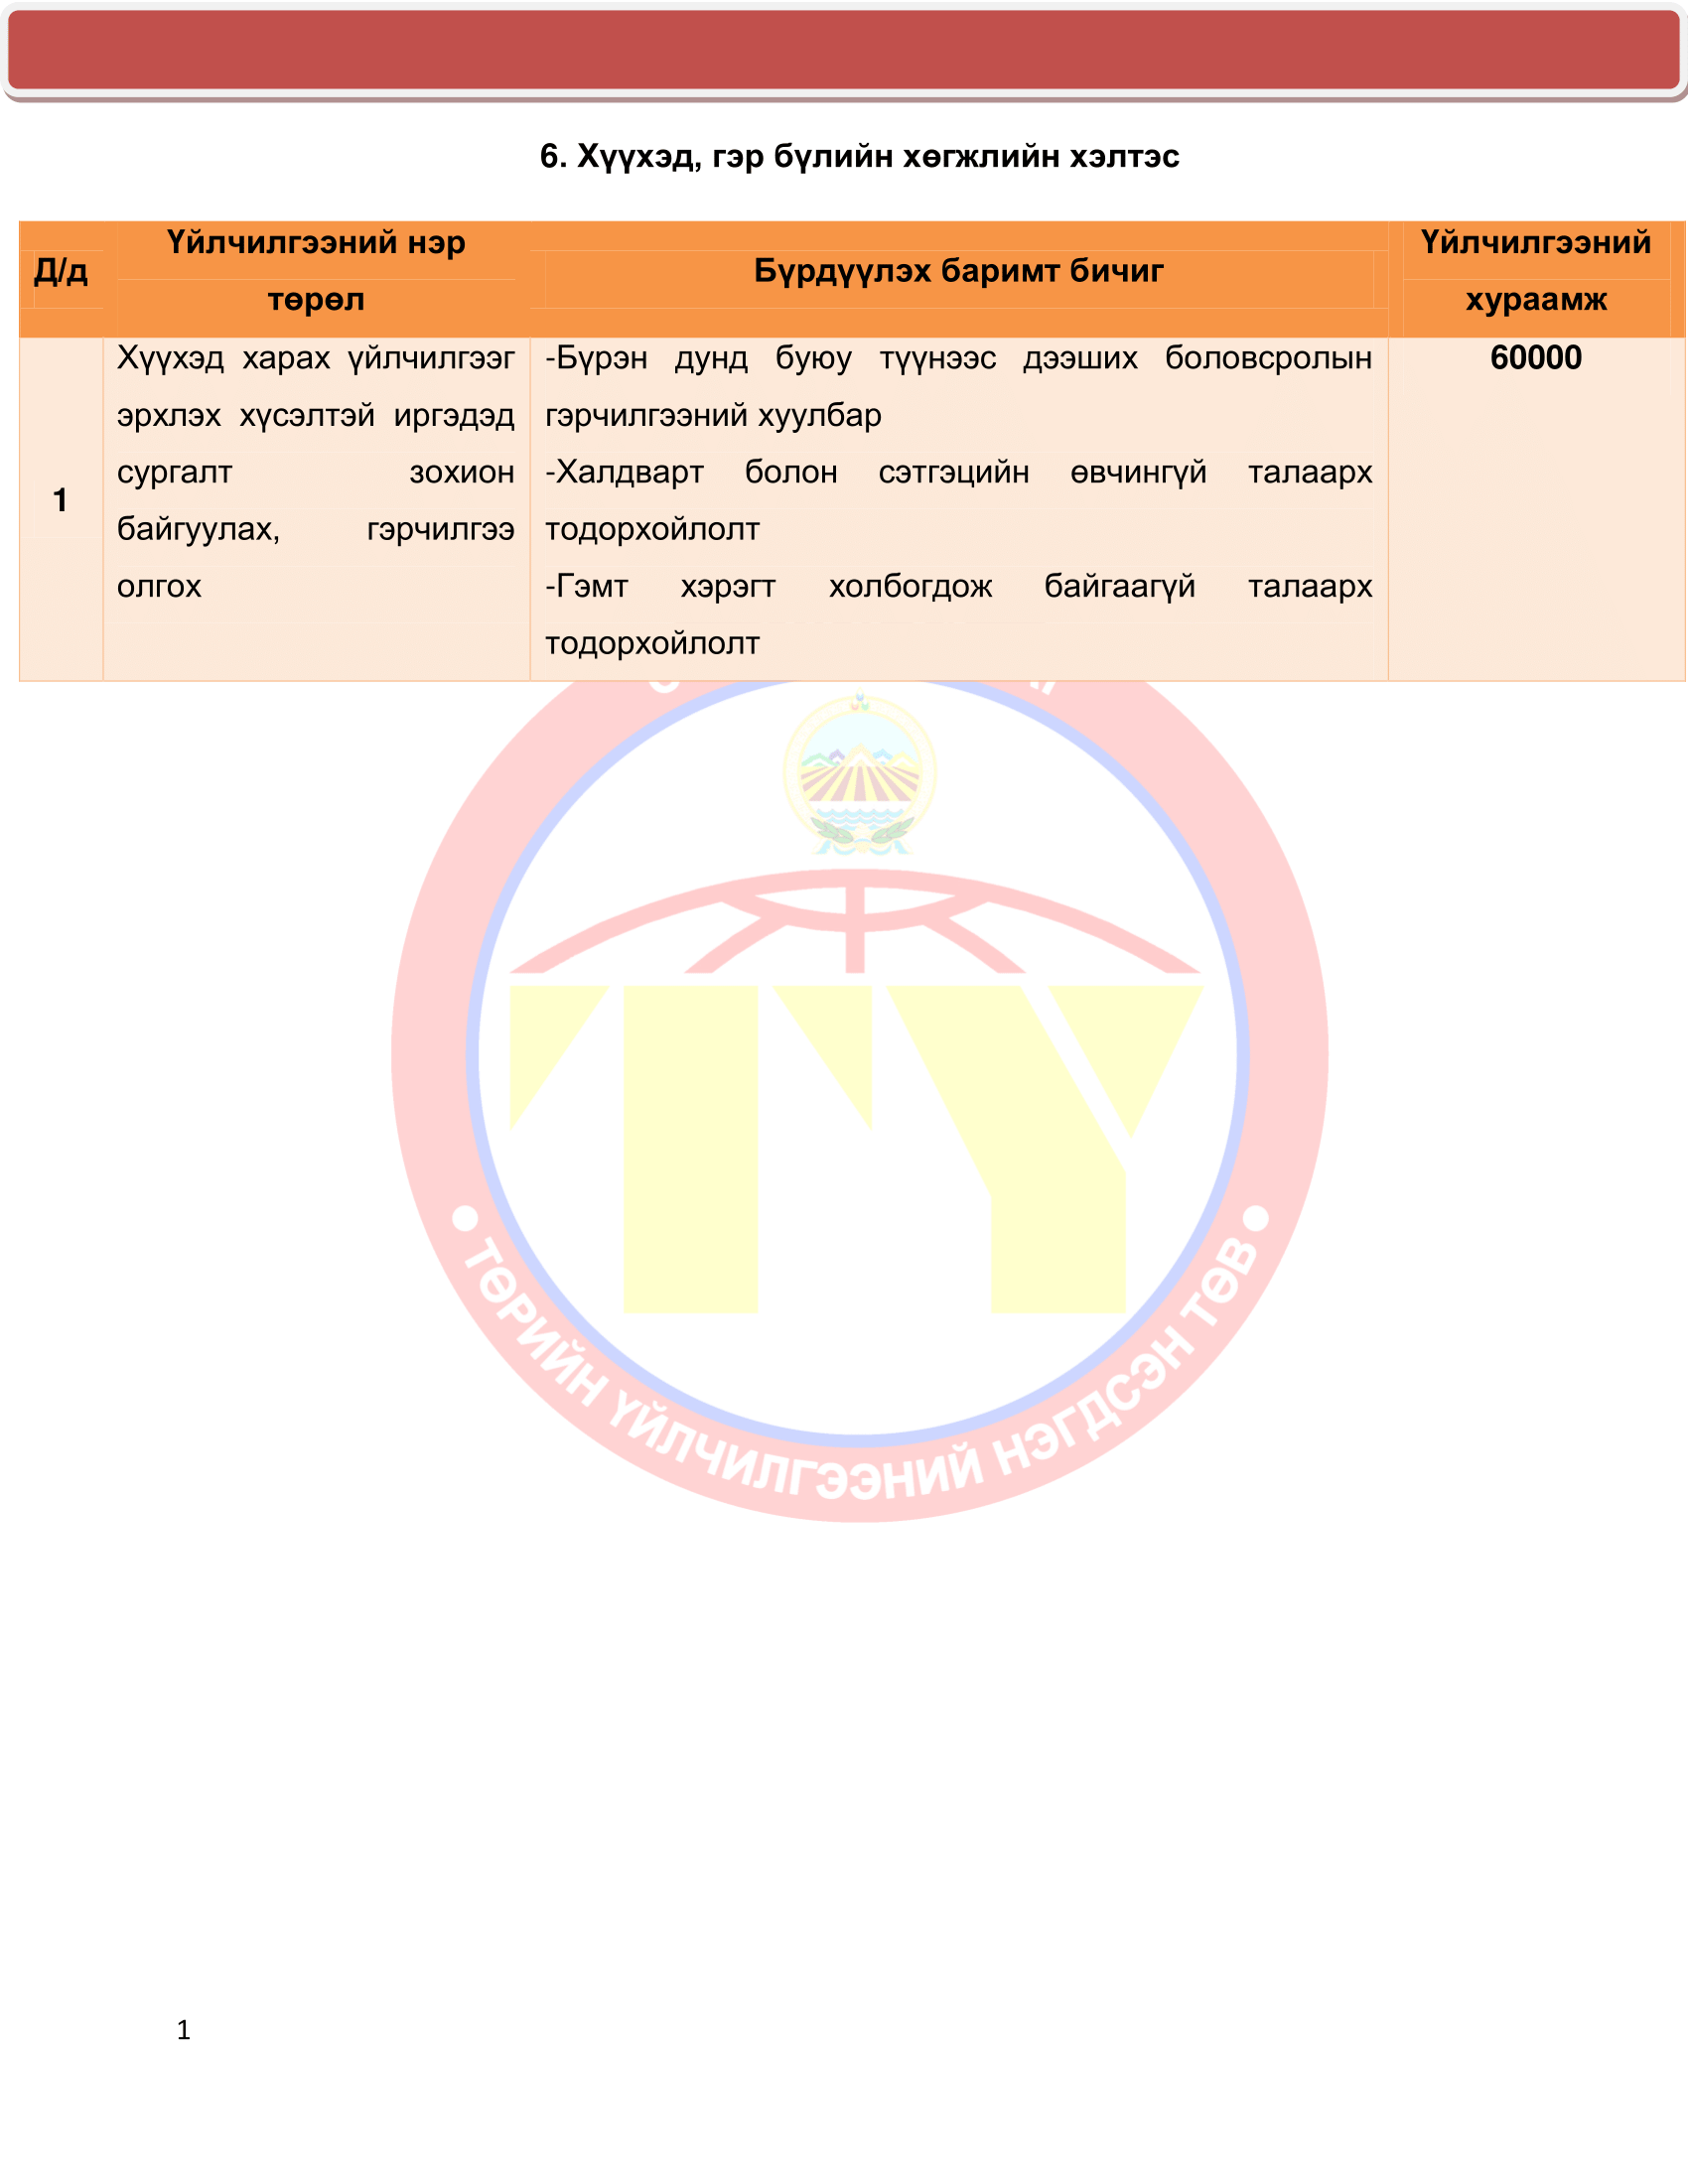 6. Хүүхэд, гэр бүлийн хөгжлийн хэлтэс
Д/д
Үйлчилгээний нэр
төрөл
Бүрдүүлэх баримт бичиг
Үйлчилгээний
хураамж
1
Хүүхэд харах үйлчилгээг
эрхлэх хүсэлтэй иргэдэд
сургалт зохион
байгуулах, гэрчилгээ
олгох
-Бүрэн дунд буюу түүнээс дээших боловсролын
гэрчилгээний хуулбар
-Халдварт болон сэтгэцийн өвчингүй талаарх
тодорхойлолт
-Гэмт хэрэгт холбогдож байгаагүй талаарх
тодорхойлолт
60000
ТҮ
ТӨРИЙН ҮЙЛЧИЛГЭЭНИЙ НЭГДСЭН ТӨВ
1